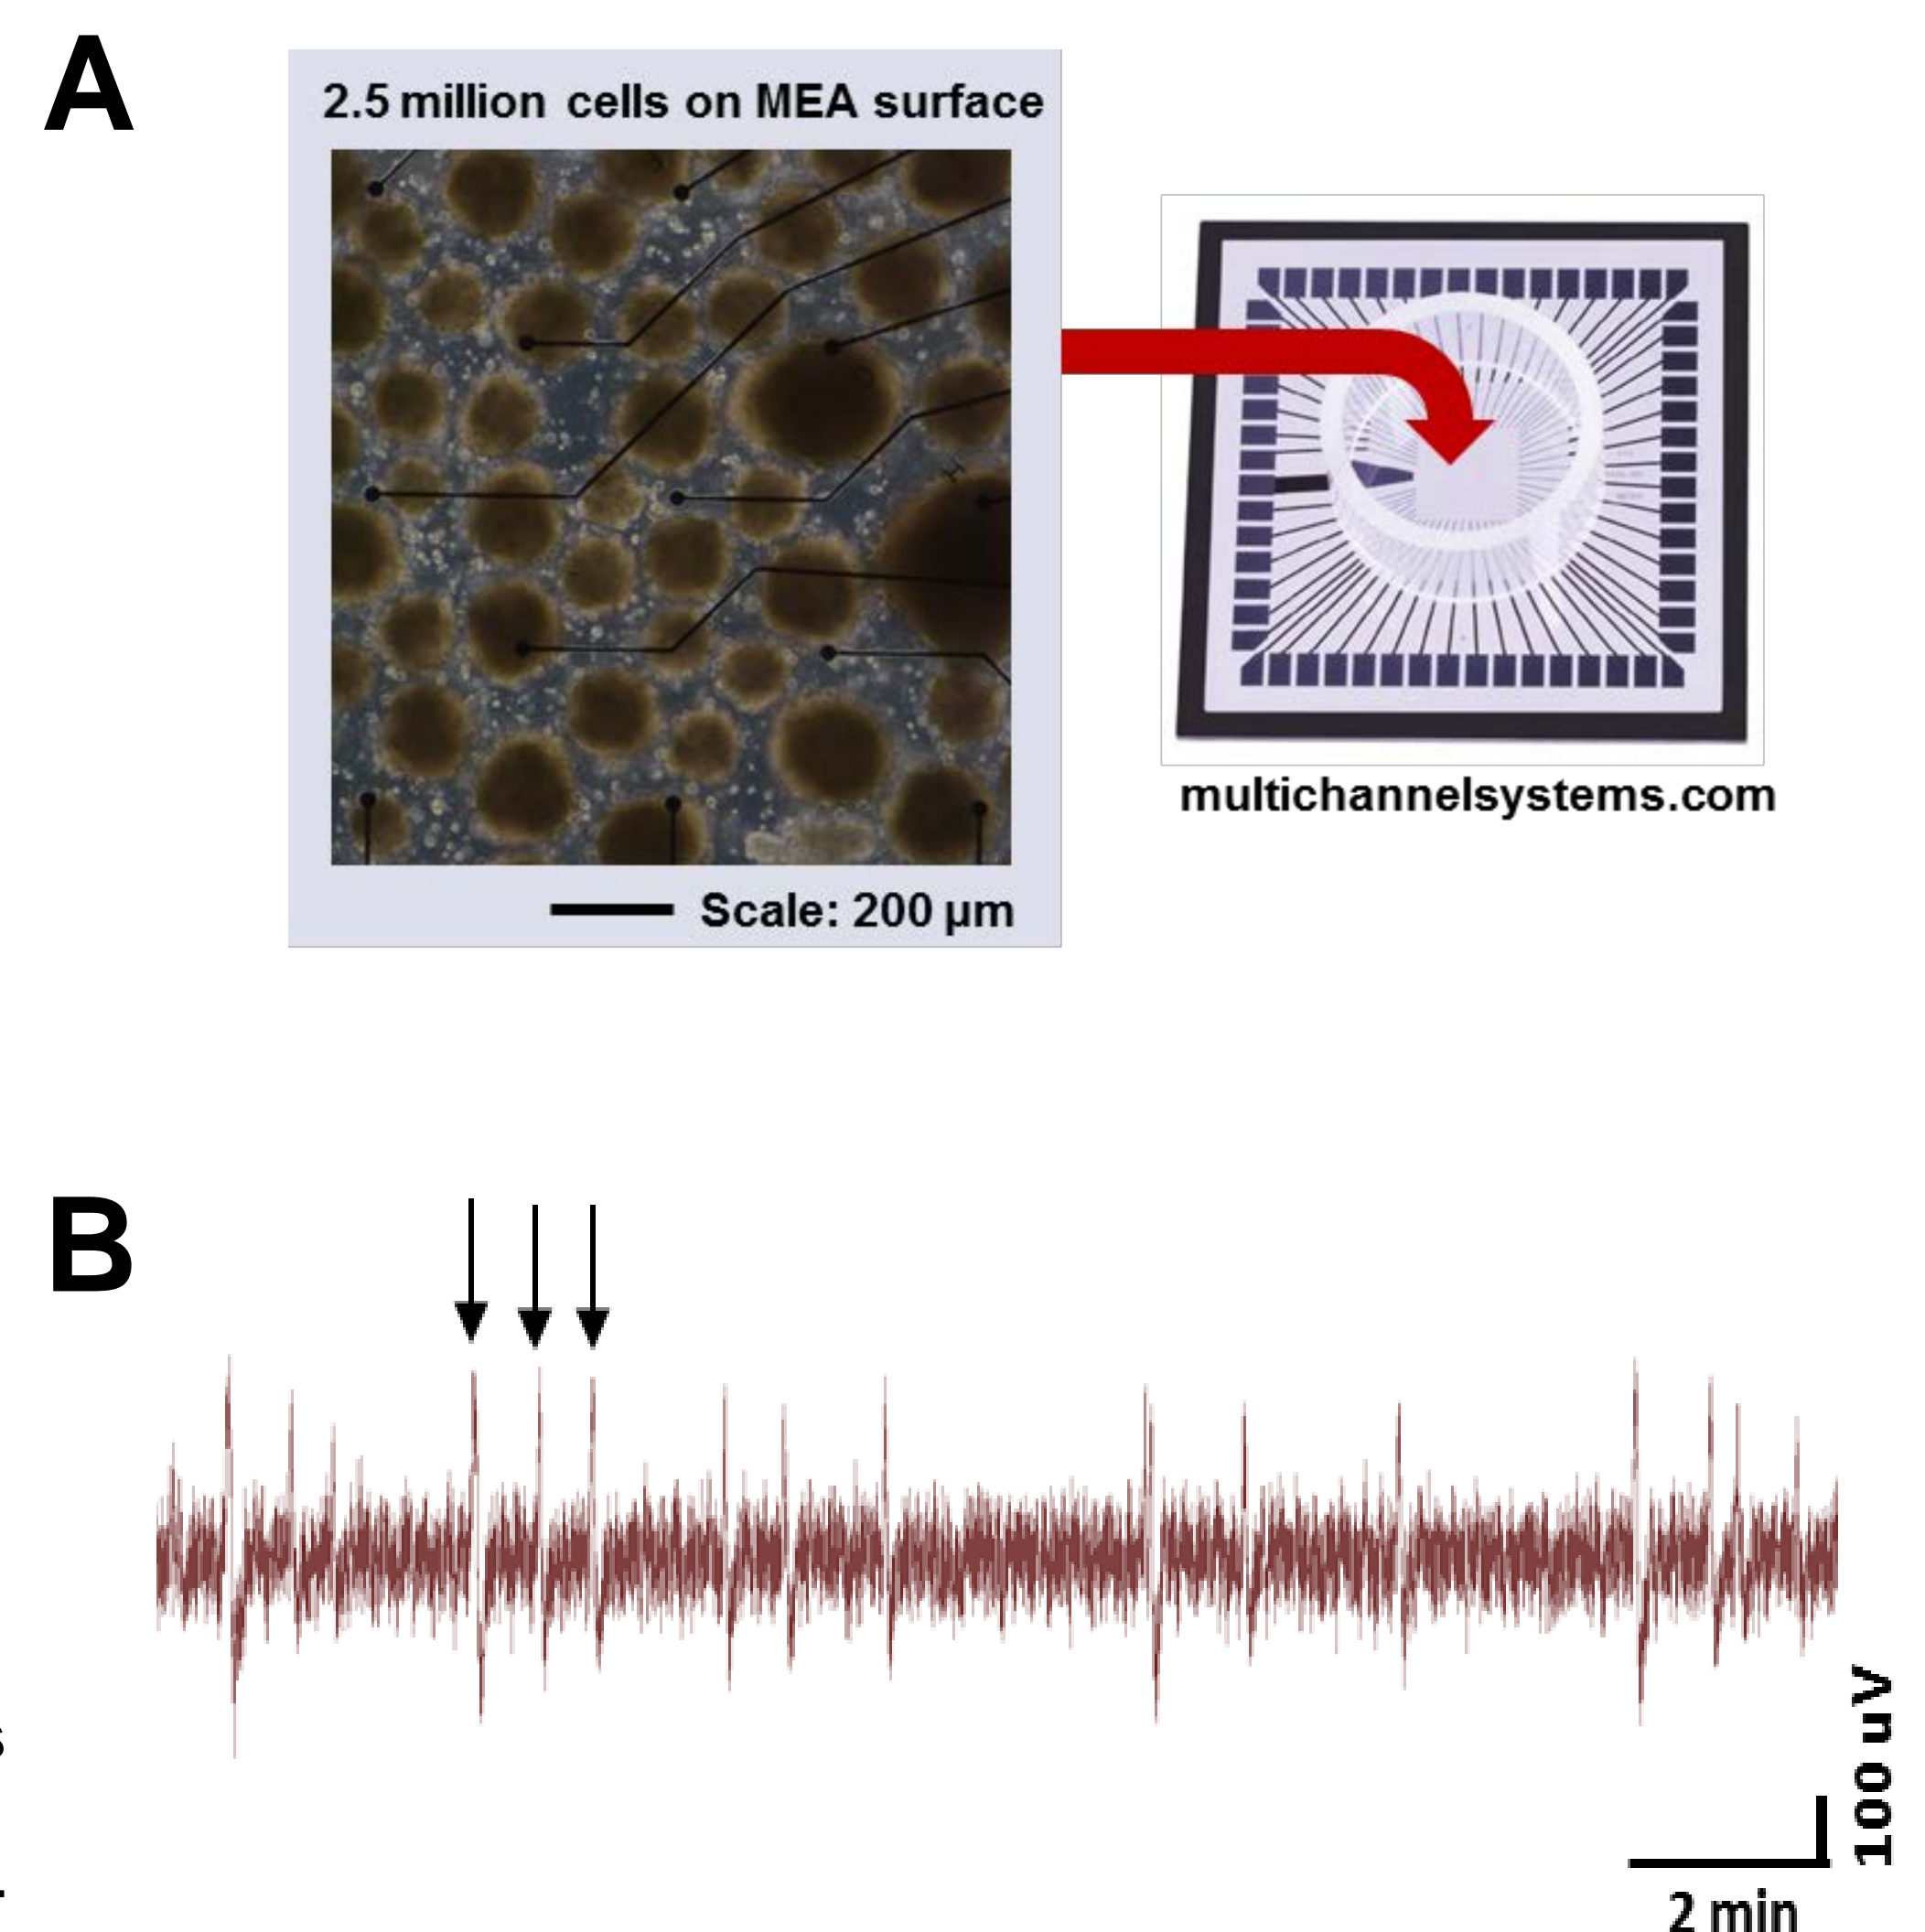 A
2.5 million cells on MEA surface
Scale: 200 µm
multichannelsystems.com
B
100 uV
2 min